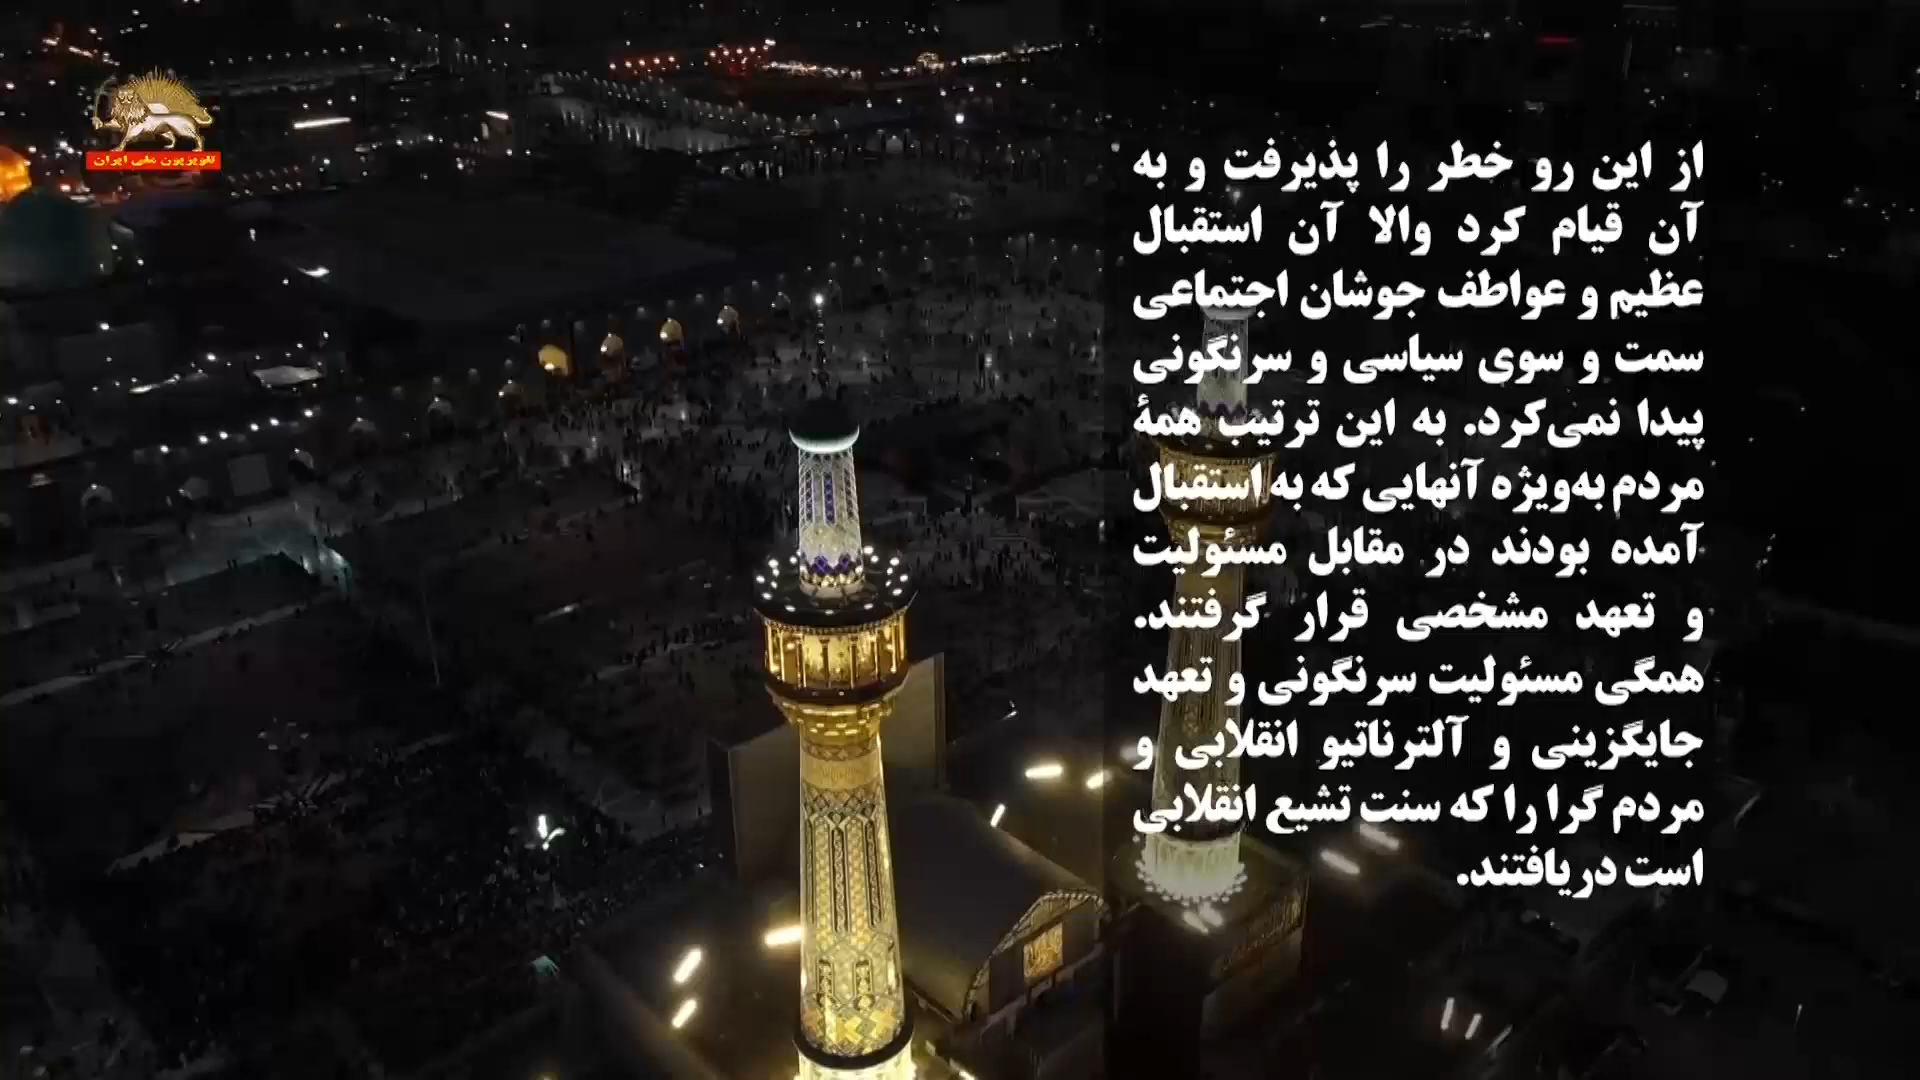 تلویزیون ملی ایران
از این رو خطر را پذیرفت و به
آن قیام کرد والا آن استقبال
عظیم و عواطف جوشان اجتماعی
سمت و سوی سیاسی و سرنگونی
پیدا نمی‌کرد. به این ترتیب همهٔ
مردم به‌ویژه آنهایی که به استقبال
آمده بودند در مقابل مسئولیت
و تعهد مشخصی قرار گرفتند.
همگی مسئولیت سرنگونی و تعهد
جایگزینی و آلترناتیو انقلابی و
مردم گرا را که سنت تشیع انقلابی
است دریافتند.